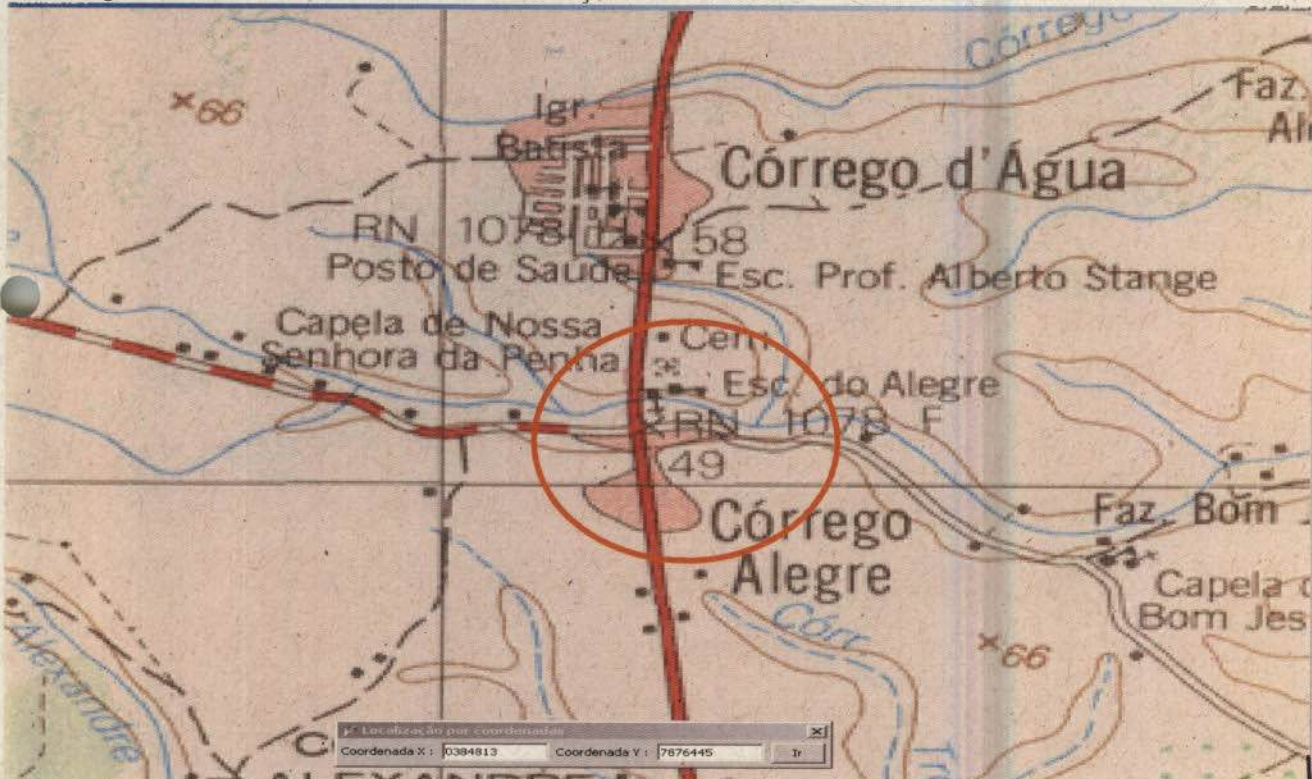 Córrego
×66
Igr.
Batista
Faz.
Córrego d'Água
RN 1078
58
Posto de Saúde
Esc. Prof. Alberto Stange
Capela de Nossa
Senhora da Penha
Cem.
Esc. do Alegre
RN 1078 F
49
Córrego
Alegre
Faz. Bom
Capela
Bom Jes
Córr
×66
Alexandre
Localização por coordenadas
Coordenada X : 0384813
Coordenada Y : 7876445
Ir